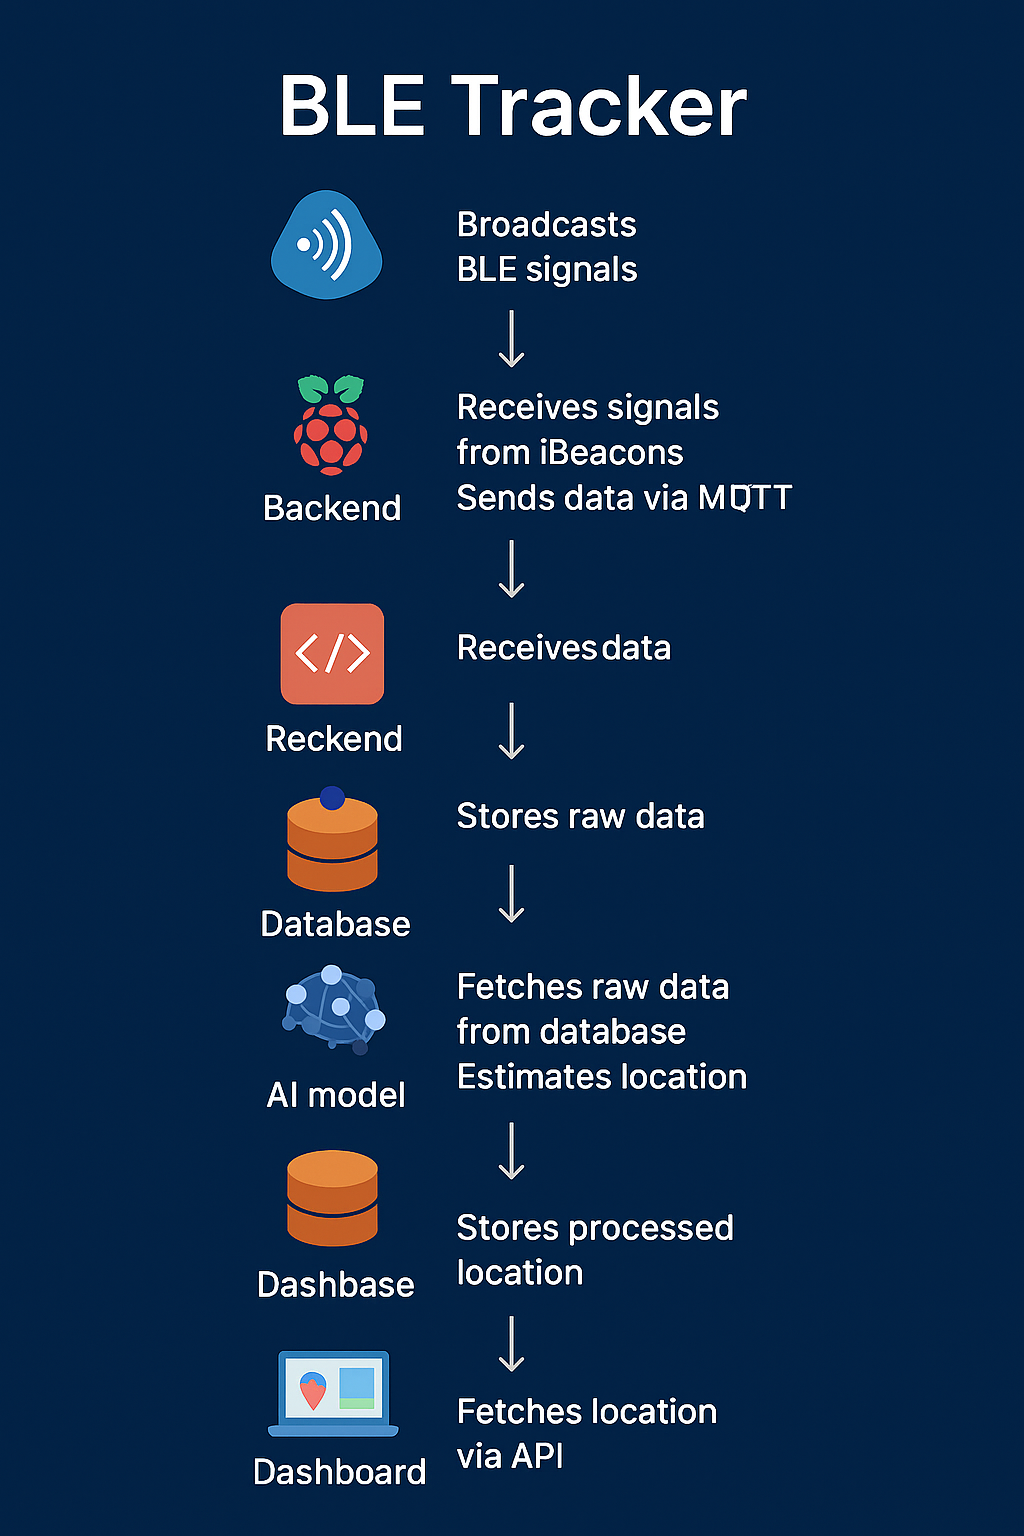 BLE Tracker
Broadcasts
BLE signals
Receives signals
from iBeacons
Sends data via MQTT
Backend
Receives data
Reckend
Stores raw data
Database
Fetches raw data
from database
Estimates location
AI model
Stores processed
location
Dashbase
Fetches location
via API
Dashboard